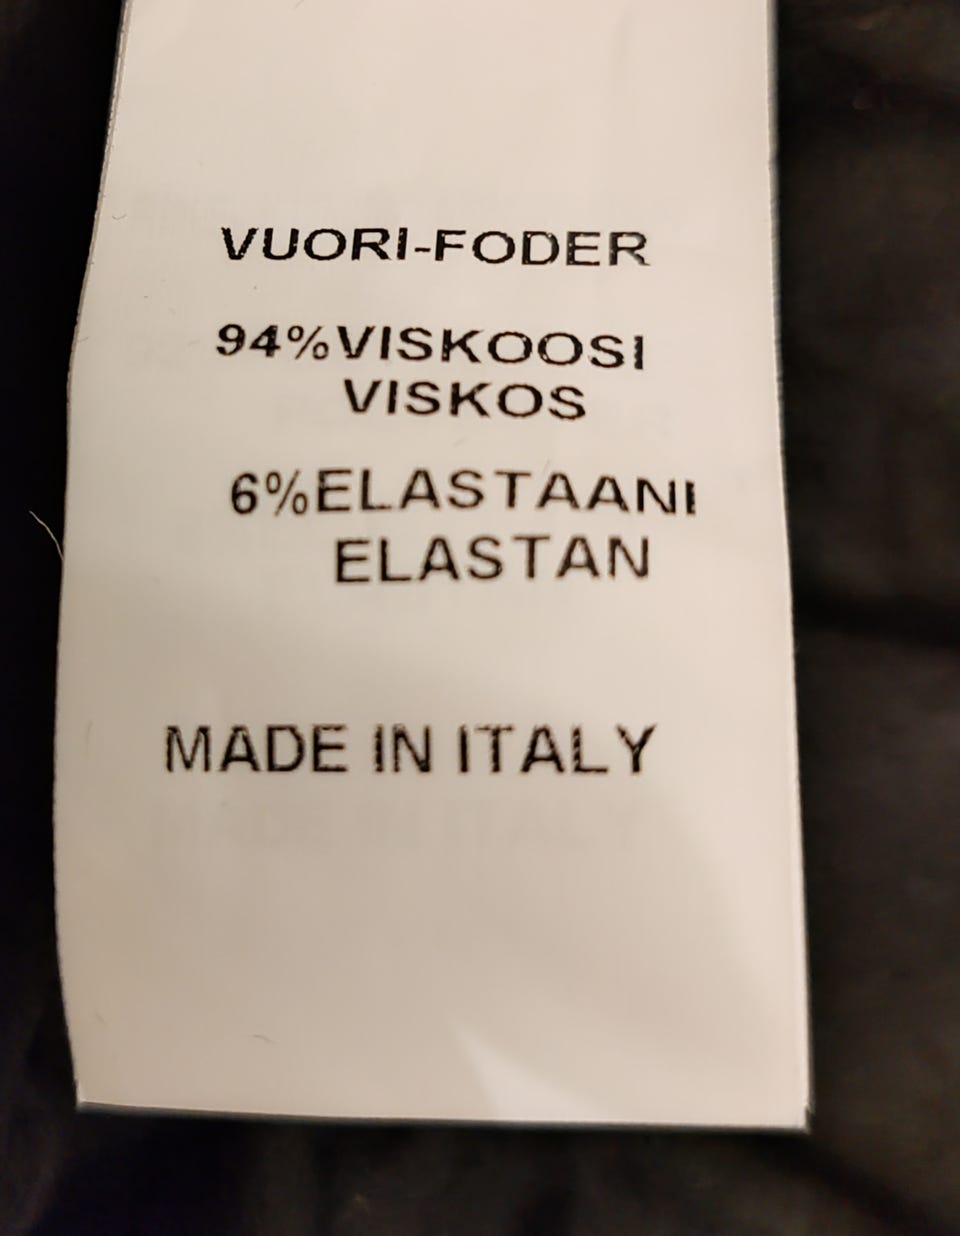 VUORI-FODER
94%VISKOOSI
VISKOS
6%ELASTAANI
ELASTAN
MADE IN ITALY